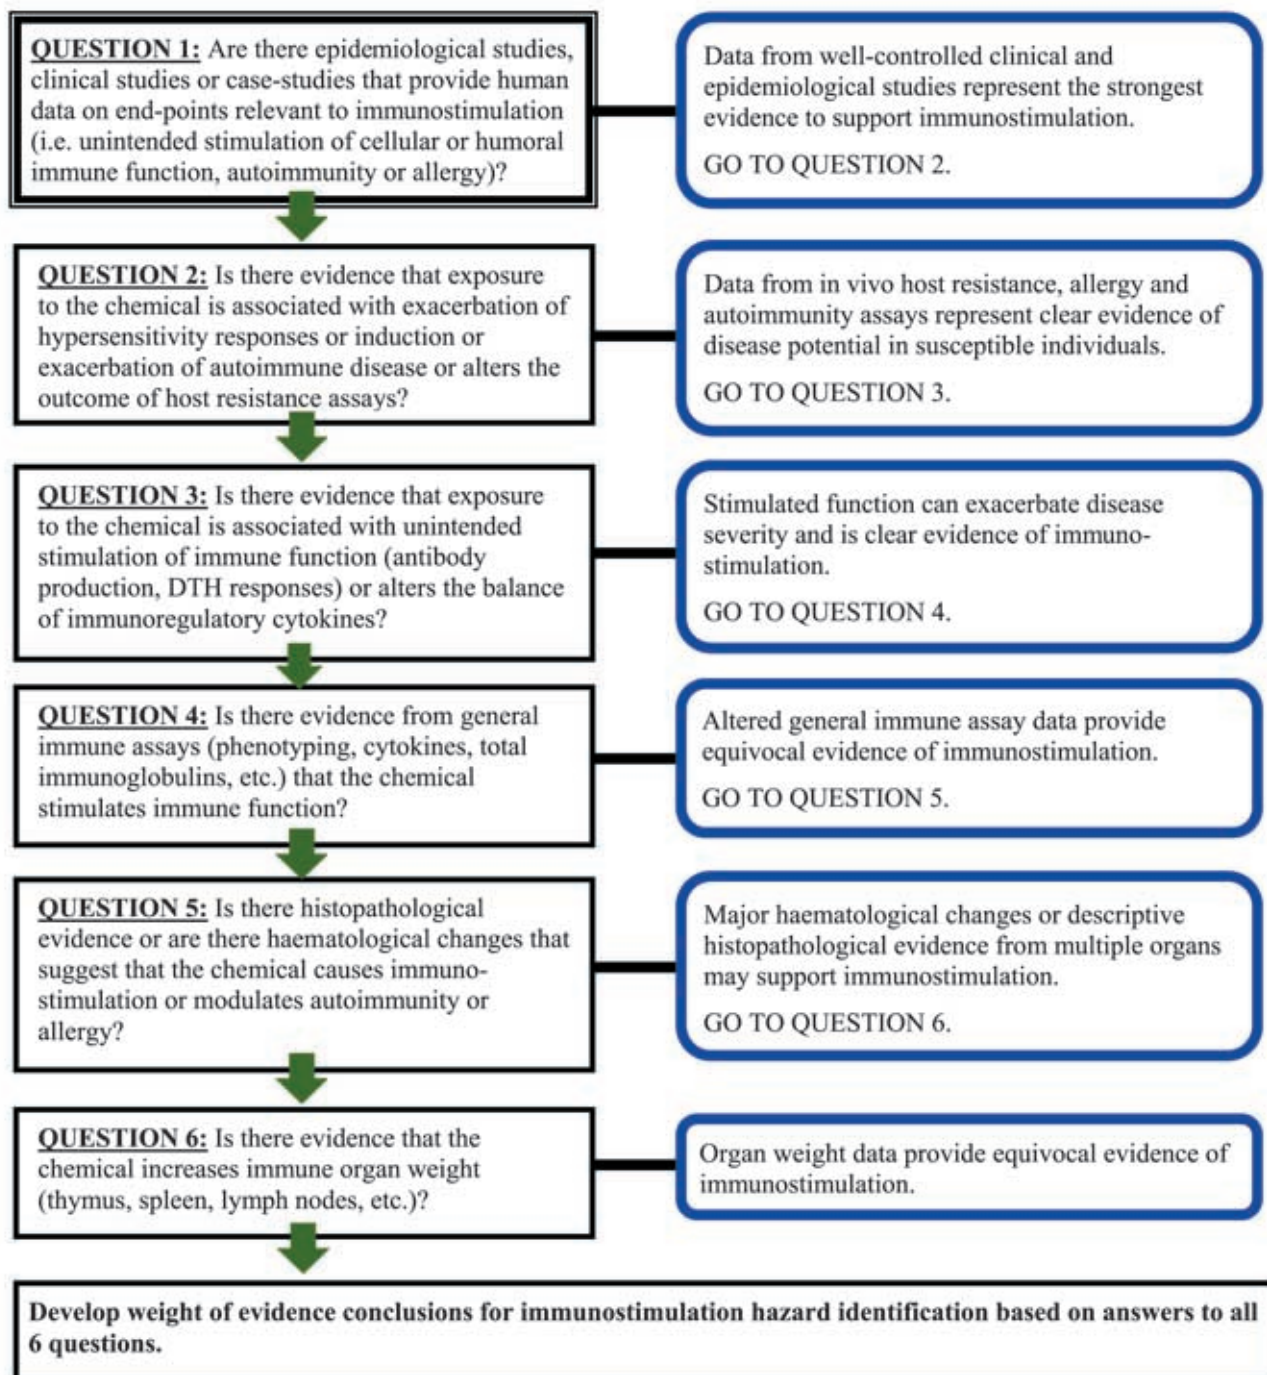 QUESTION 1: Are there epidemiological studies,
clinical studies or case-studies that provide human
data on end-points relevant to immunostimulation
(i.e. unintended stimulation of cellular or humoral
immune function, autoimmunity or allergy)?
Data from well-controlled clinical and
epidemiological studies represent the strongest
evidence to support immunostimulation.
GO TO QUESTION 2.
QUESTION 2: Is there evidence that exposure
to the chemical is associated with exacerbation of
hypersensitivity responses or induction or
exacerbation of autoimmune disease or alters the
outcome of host resistance assays?
Data from in vivo host resistance, allergy and
autoimmunity assays represent clear evidence of
disease potential in susceptible individuals.
GO TO QUESTION 3.
QUESTION 3: Is there evidence that exposure
to the chemical is associated with unintended
stimulation of immune function (antibody
production, DTH responses) or alters the balance
of immunoregulatory cytokines?
Stimulated function can exacerbate disease
severity and is clear evidence of immuno-
stimulation.
GO TO QUESTION 4.
QUESTION 4: Is there evidence from general
immune assays (phenotyping, cytokines, total
immunoglobulins, etc.) that the chemical
stimulates immune function?
Altered general immune assay data provide
equivocal evidence of immunostimulation.
GO TO QUESTION 5.
QUESTION 5: Is there histopathological
evidence or are there haematological changes that
suggest that the chemical causes immuno-
stimulation or modulates autoimmunity or
allergy?
Major haematological changes or descriptive
histopathological evidence from multiple organs
may support immunostimulation.
GO TO QUESTION 6.
QUESTION 6: Is there evidence that the
chemical increases immune organ weight
(thymus, spleen, lymph nodes, etc.)?
Organ weight data provide equivocal evidence of
immunostimulation.
Develop weight of evidence conclusions for immunostimulation hazard identification based on answers to all
6 questions.